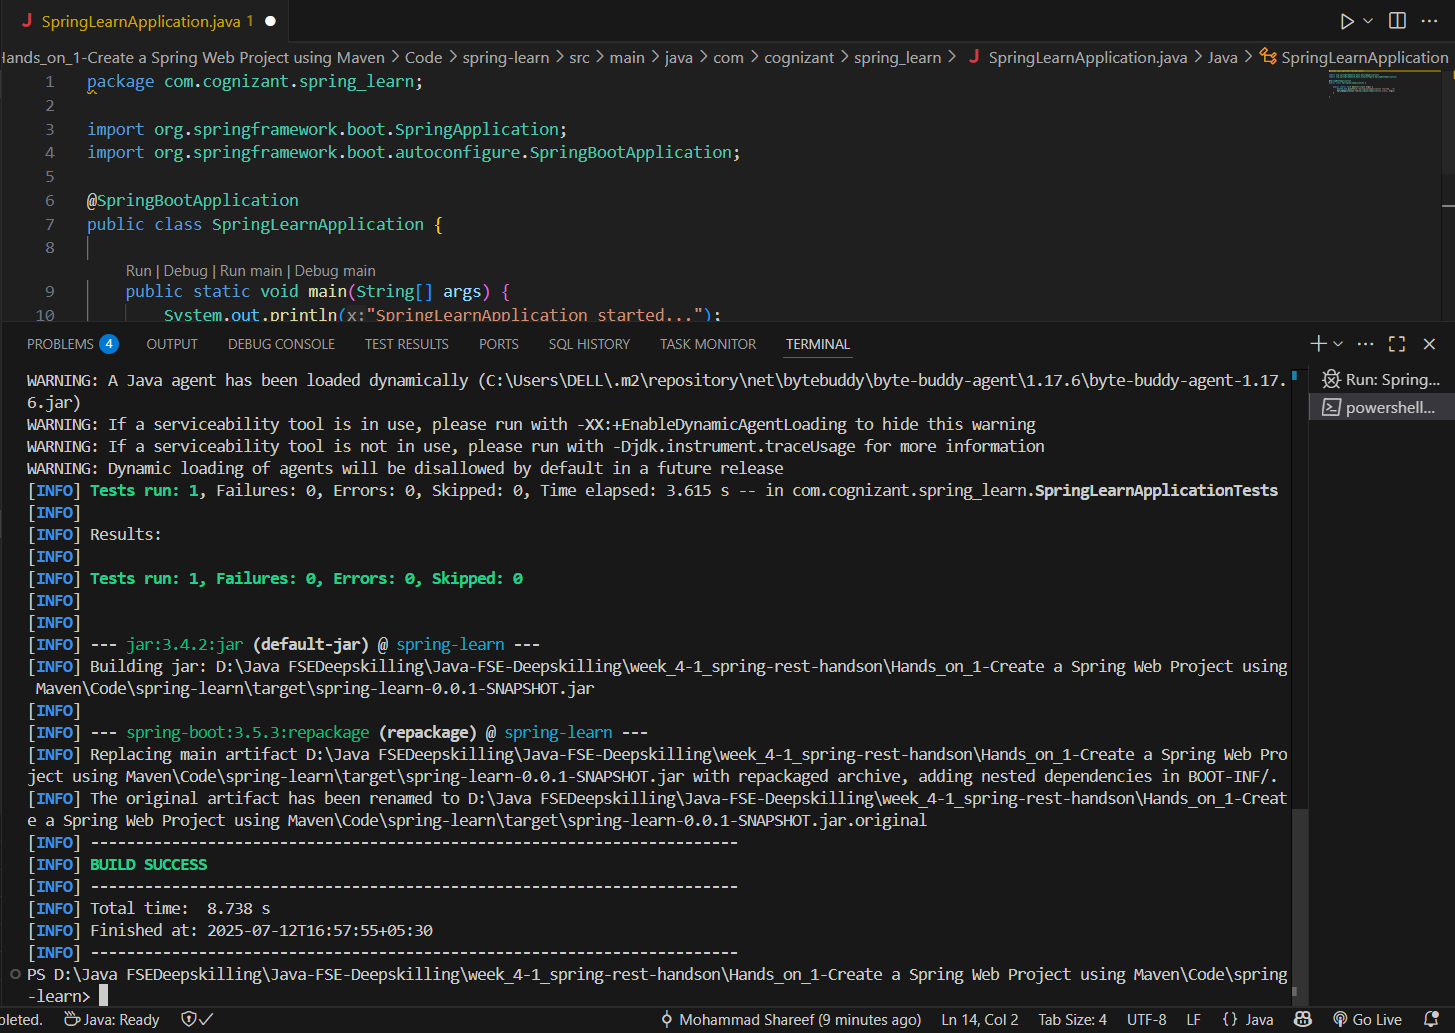 J SpringLearnApplication.java 1
Hands_on_1-Create a Spring Web Project using Maven > Code > spring-learn > src > main > java > com > cognizant > spring_learn > J SpringLearnApplication.java > Java > SpringLearnApplication
1 package com.cognizant.spring_learn;
2
3 import org.springframework.boot.SpringApplication;
4 import org.springframework.boot.autoconfigure.SpringBootApplication;
5
6 @SpringBootApplication
7 public class SpringLearnApplication {
8
Run | Debug | Run main | Debug main
9 public static void main(String[] args) {
10 System.out.println(x:"SpringLearnApplication started...");
PROBLEMS 4 OUTPUT DEBUG CONSOLE TEST RESULTS PORTS SQL HISTORY TASK MONITOR TERMINAL
Run: Spring...
powershell...
WARNING: A Java agent has been loaded dynamically (C:\Users\DELL\.m2\repository\net\bytebuddy\byte-buddy-agent\1.17.6\byte-buddy-agent-1.17.
6.jar)
WARNING: If a serviceability tool is in use, please run with -XX:+EnableDynamicAgentLoading to hide this warning
WARNING: If a serviceability tool is not in use, please run with -Djdk.instrument.traceUsage for more information
WARNING: Dynamic loading of agents will be disallowed by default in a future release
[INFO] Tests run: 1, Failures: 0, Errors: 0, Skipped: 0, Time elapsed: 3.615 s -- in com.cognizant.spring_learn.SpringLearnApplicationTests
[INFO]
[INFO] Results:
[INFO]
[INFO] Tests run: 1, Failures: 0, Errors: 0, Skipped: 0
[INFO]
[INFO]
[INFO] --- jar:3.4.2:jar (default-jar) @ spring-learn ---
[INFO] Building jar: D:\Java FSEDeepskilling\Java-FSE-Deepskilling\week_4-1_spring-rest-handson\Hands_on_1-Create a Spring Web Project using
Maven\Code\spring-learn\target\spring-learn-0.0.1-SNAPSHOT.jar
[INFO]
[INFO] --- spring-boot:3.5.3:repackage (repackage) @ spring-learn ---
[INFO] Replacing main artifact D:\Java FSEDeepskilling\Java-FSE-Deepskilling\week_4-1_spring-rest-handson\Hands_on_1-Create a Spring Web Pro
ject using Maven\Code\spring-learn\target\spring-learn-0.0.1-SNAPSHOT.jar with repackaged archive, adding nested dependencies in BOOT-INF/.
[INFO] The original artifact has been renamed to D:\Java FSEDeepskilling\Java-FSE-Deepskilling\week_4-1_spring-rest-handson\Hands_on_1-Creat
e a Spring Web Project using Maven\Code\spring-learn\target\spring-learn-0.0.1-SNAPSHOT.jar.original
[INFO] ------------------------------------------------------------------------
[INFO] BUILD SUCCESS
[INFO] ------------------------------------------------------------------------
[INFO] Total time: 8.738 s
[INFO] Finished at: 2025-07-12T16:57:55+05:30
[INFO] ------------------------------------------------------------------------
PS D:\Java FSEDeepskilling\Java-FSE-Deepskilling\week_4-1_spring-rest-handson\Hands_on_1-Create a Spring Web Project using Maven\Code\spring
-learn>
pleted. Java: Ready Mohammad Shareef (9 minutes ago) Ln 14, Col 2 Tab Size: 4 UTF-8 LF {} Java Go Live